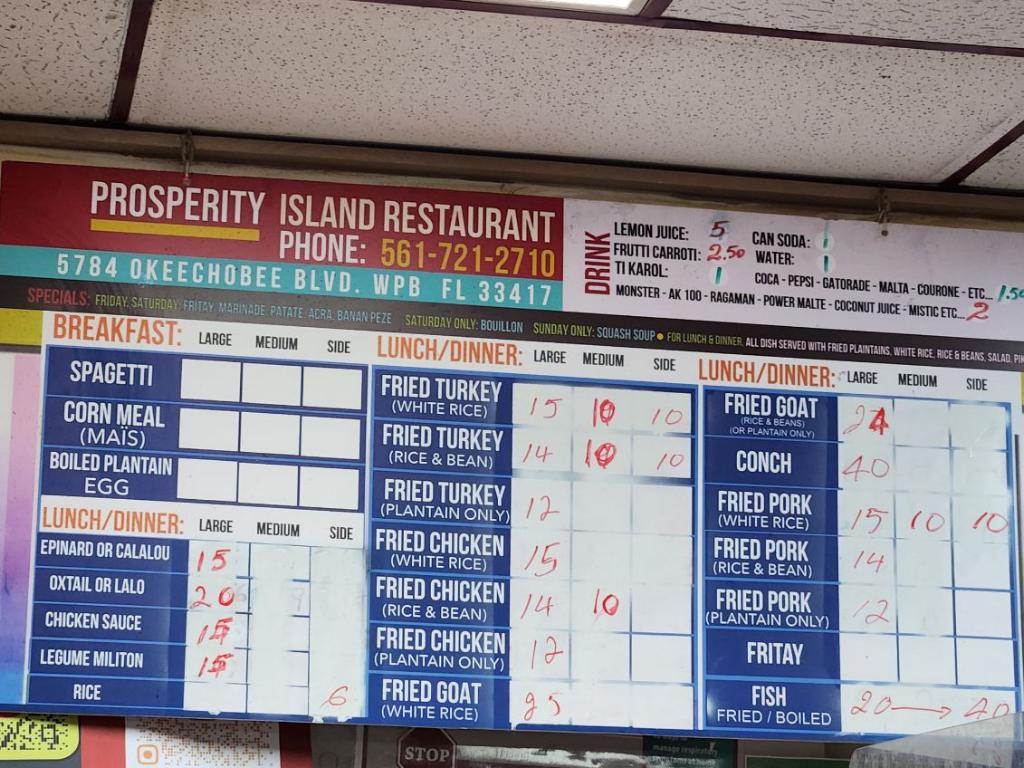 PROSPERITY ISLAND RESTAURANT
PHONE: 561-721-2710
5784 OKEECHOBEE BLVD. WPB FL 33417
DRINK
LEMON JUICE: 5
FRUTTI CARROTI: 2.50
TI KAROL: 1
CAN SODA: 1
WATER: 1
COCA - PEPSI - GATORADE - MALTA - COURONE - ETC... 1.50
MONSTER - AK 100 - RAGAMAN - POWER MALTE - COCONUT JUICE - MISTIC ETC... 2
SPECIALS: FRIDAY, SATURDAY: FRITAY, MARINADE, PATATE, ACRA, BANAN PEZE SATURDAY ONLY: BOUILLON SUNDAY ONLY: SQUASH SOUP • FOR LUNCH & DINNER, ALL DISH SERVED WITH FRIED PLAINTAINS, WHITE RICE, RICE & BEANS, SALAD,
BREAKFAST: LARGE MEDIUM SIDE
SPAGETTI
CORN MEAL
(MAÏS)
BOILED PLANTAIN
EGG
LUNCH/DINNER: LARGE MEDIUM SIDE
EPINARD OR CALALOU 15
OXTAIL OR LALO 20
CHICKEN SAUCE 15
LEGUME MILITON 15
RICE 6
LUNCH/DINNER: LARGE MEDIUM SIDE
FRIED TURKEY 15 10 10
(WHITE RICE)
FRIED TURKEY 14 10 10
(RICE & BEAN)
FRIED TURKEY 12
(PLANTAIN ONLY)
FRIED CHICKEN 15
(WHITE RICE)
FRIED CHICKEN 14 10
(RICE & BEAN)
FRIED CHICKEN 12
(PLANTAIN ONLY)
FRIED GOAT 25
(WHITE RICE)
LUNCH/DINNER: LARGE MEDIUM SIDE
FRIED GOAT 24
(RICE & BEANS)
(OR PLANTAIN ONLY)
CONCH 40
FRIED PORK 15 10 10
(WHITE RICE)
FRIED PORK 14
(RICE & BEAN)
FRIED PORK 12
(PLANTAIN ONLY)
FRITAY
FISH 20 → 40
FRIED / BOILED
STOP